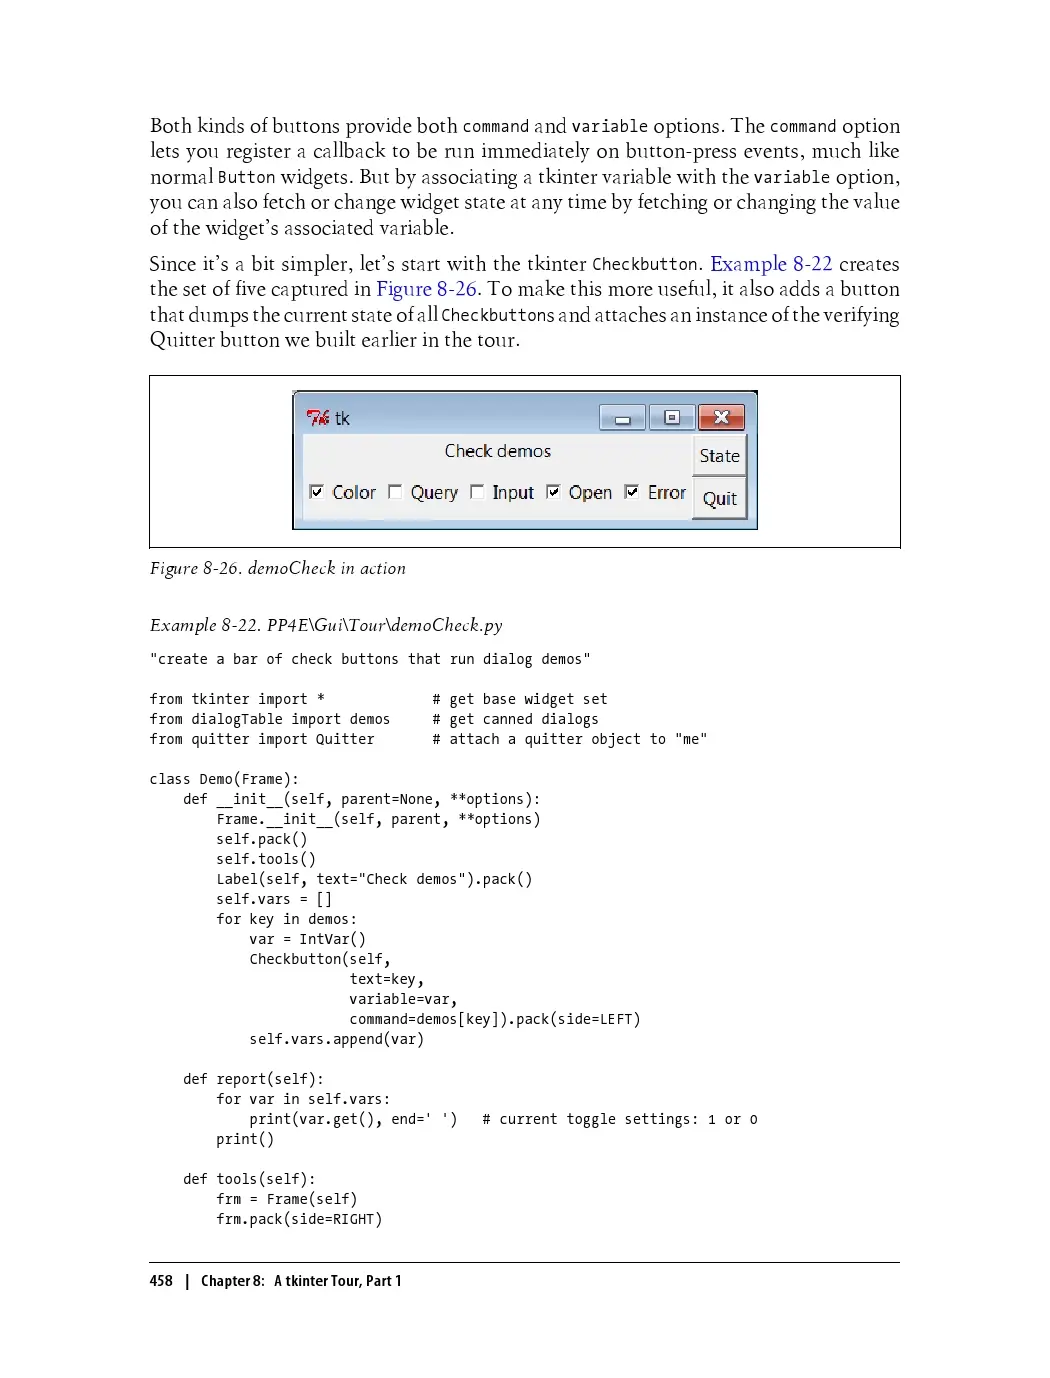 Both kinds of buttons provide both command and variable options. The command option
lets you register a callback to be run immediately on button-press events, much like
normal Button widgets. But by associating a tkinter variable with the variable option,
you can also fetch or change widget state at any time by fetching or changing the value
of the widget's associated variable.
Since it's a bit simpler, let's start with the tkinter Checkbutton. Example 8-22 creates
the set of five captured in Figure 8-26. To make this more useful, it also adds a button
that dumps the current state of all Checkbuttons and attaches an instance of the verifying
Quitter button we built earlier in the tour.
7k tk
Check demos
State
Color Query Input Open Error
Quit
Figure 8-26. demoCheck in action
Example 8-22. PP4E\Gui\Tour\demoCheck.py
"create a bar of check buttons that run dialog demos"
from tkinter import * # get base widget set
from dialogTable import demos # get canned dialogs
from quitter import Quitter # attach a quitter object to "me"
class Demo(Frame):
    def __init__(self, parent=None, **options):
        Frame.__init__(self, parent, **options)
        self.pack()
        self.tools()
        Label(self, text="Check demos").pack()
        self.vars = []
        for key in demos:
            var = IntVar()
            Checkbutton(self,
                        text=key,
                        variable=var,
                        command=demos[key]).pack(side=LEFT)
            self.vars.append(var)
    def report(self):
        for var in self.vars:
            print(var.get(), end=' ') # current toggle settings: 1 or 0
        print()
    def tools(self):
        frm = Frame(self)
        frm.pack(side=RIGHT)
458 | Chapter 8: A tkinter Tour, Part 1